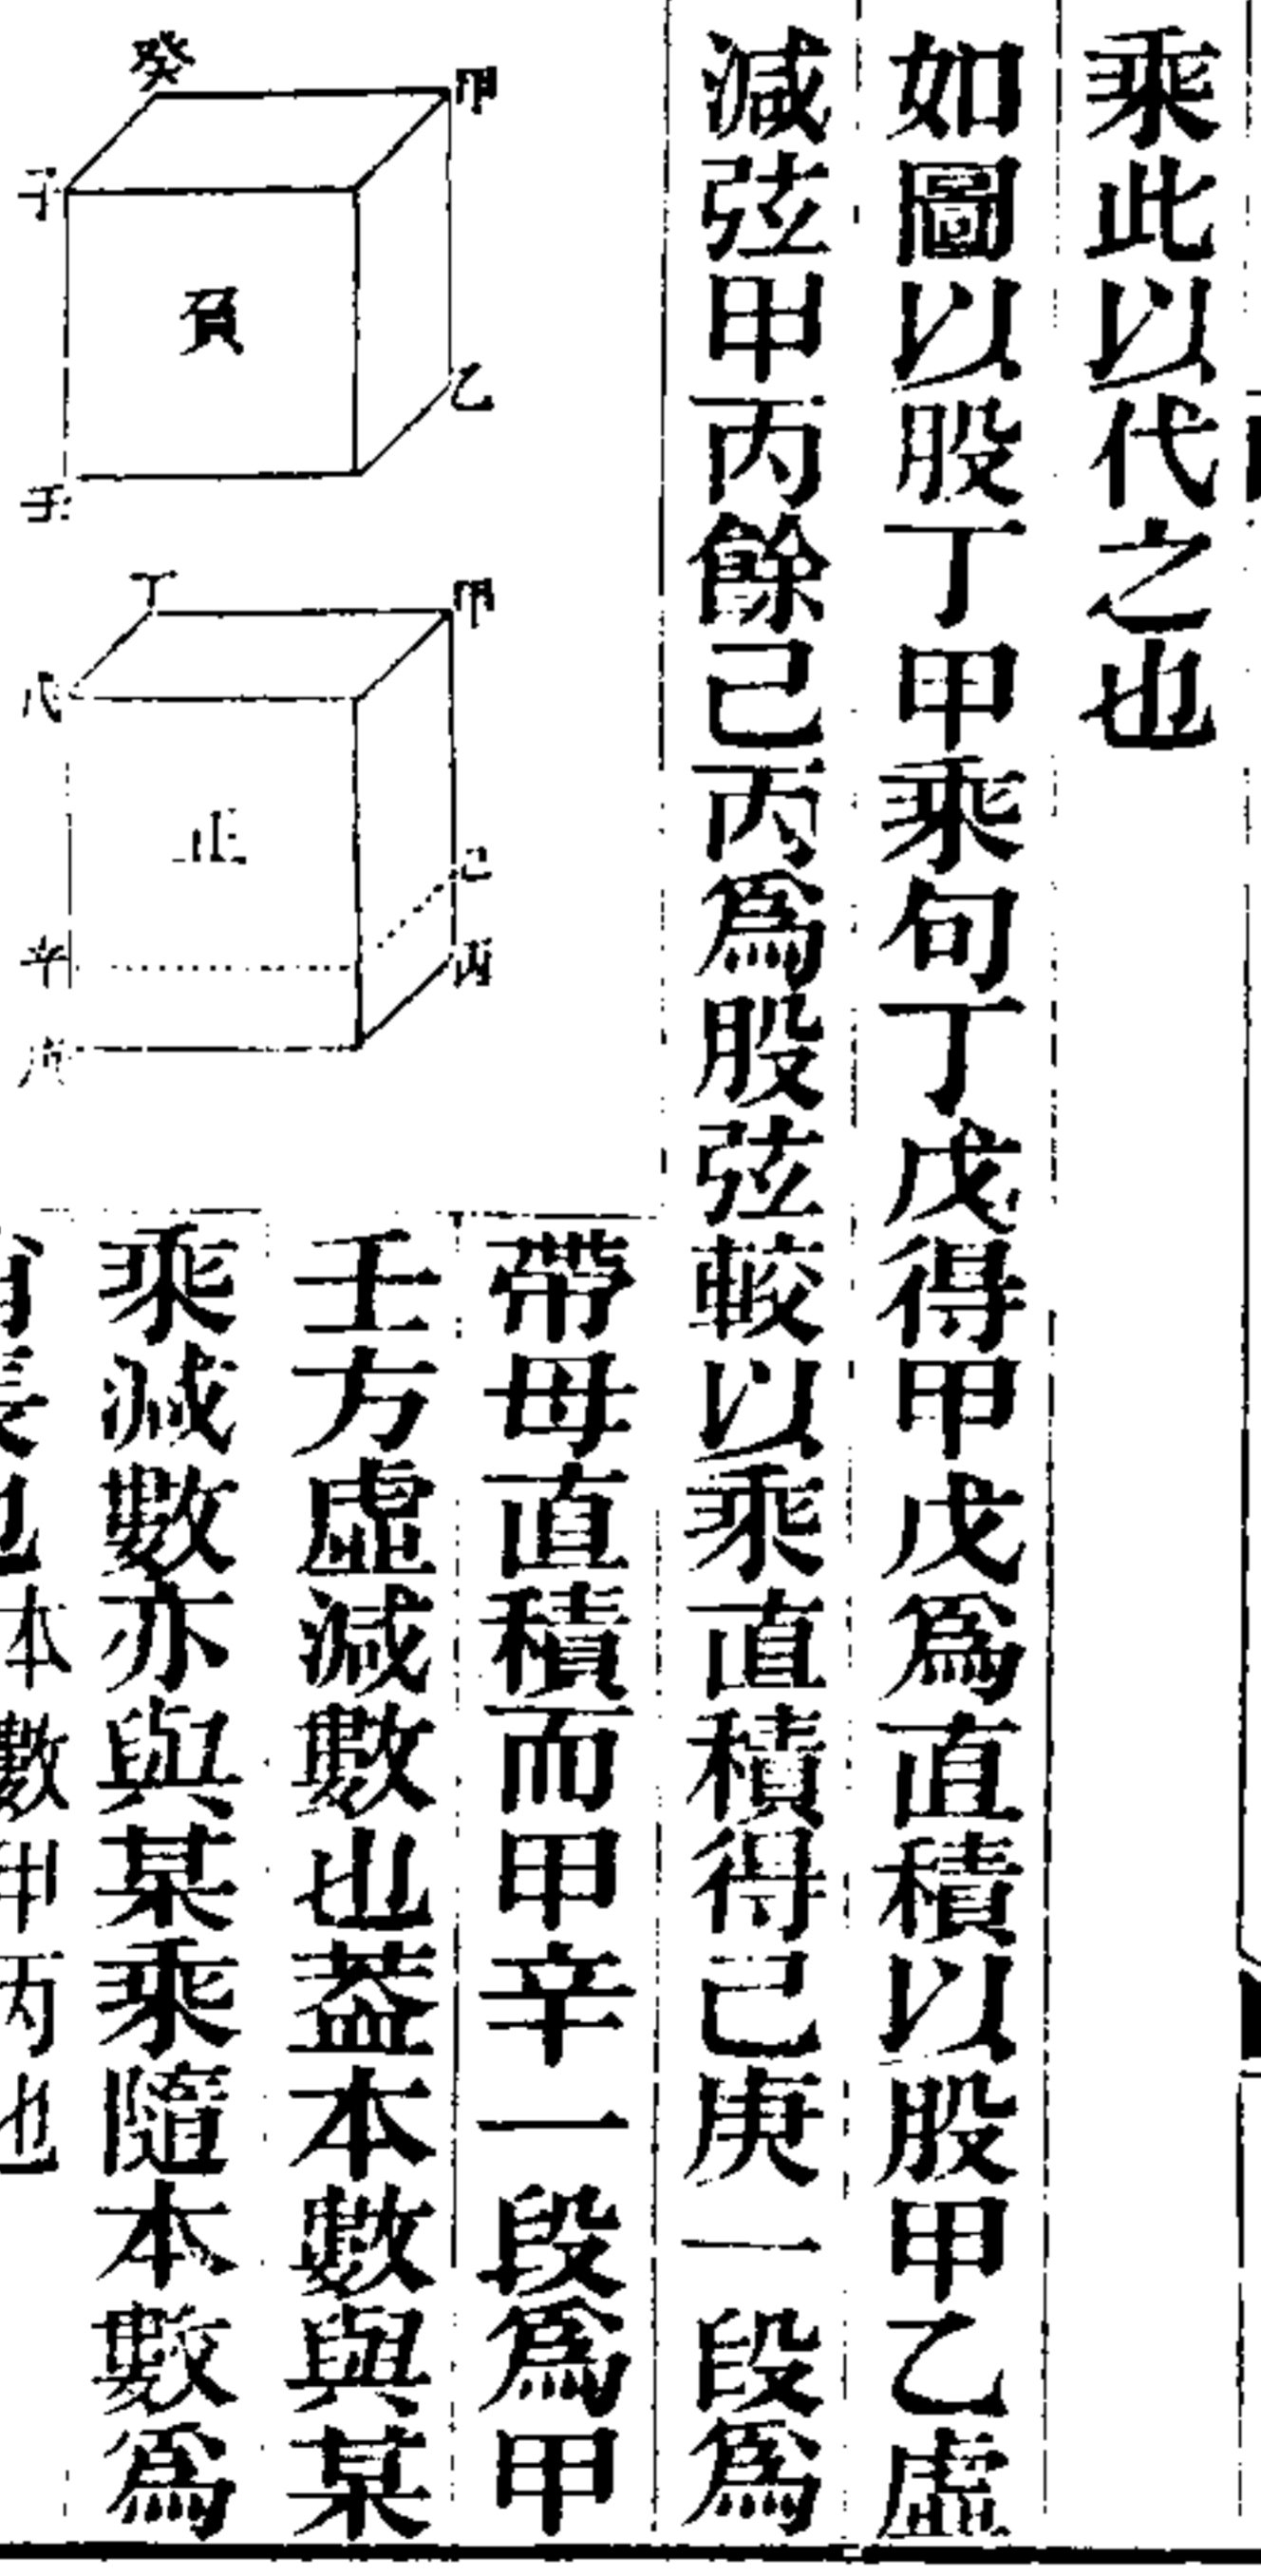 乘此以代之也
如圖以股丁甲乘句丁戊得甲戊爲直積以股甲乙虛
減弦甲丙餘己丙爲股弦較以乘直積得己庚一段爲
帶母直積而甲辛一段爲甲
壬方虛減數也葢本數與某
乘減數亦與某乘隨本數爲
長也本數甲丙也
癸
甲
子
負
乙
壬
丁
甲
戊
正
己
辛
丙
庚